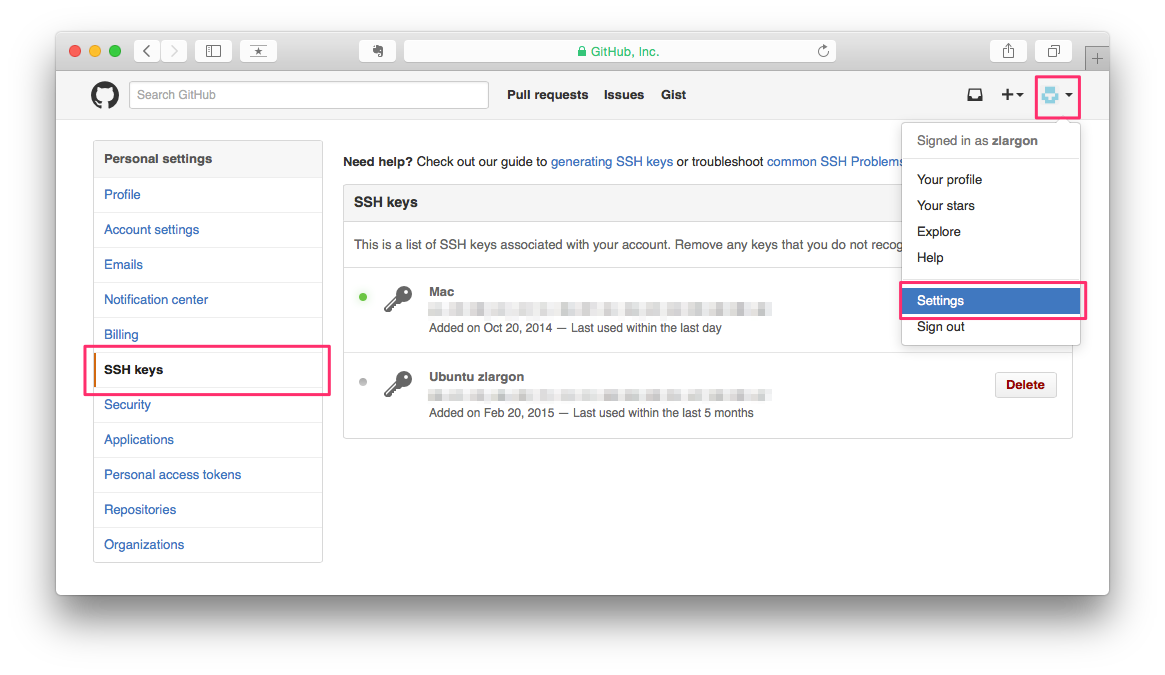 GitHub, Inc.
Search GitHub
Pull requests Issues Gist
Signed in as zlargon
Your profile
Your stars
Explore
Help
Settings
Sign out
Personal settings
Profile
Account settings
Emails
Notification center
Billing
SSH keys
Security
Applications
Personal access tokens
Repositories
Organizations
Need help? Check out our guide to generating SSH keys or troubleshoot common SSH Problems
SSH keys
This is a list of SSH keys associated with your account. Remove any keys that you do not
Mac
Added on Oct 20, 2014 — Last used within the last day
Ubuntu zlargon
Added on Feb 20, 2015 — Last used within the last 5 months
Delete